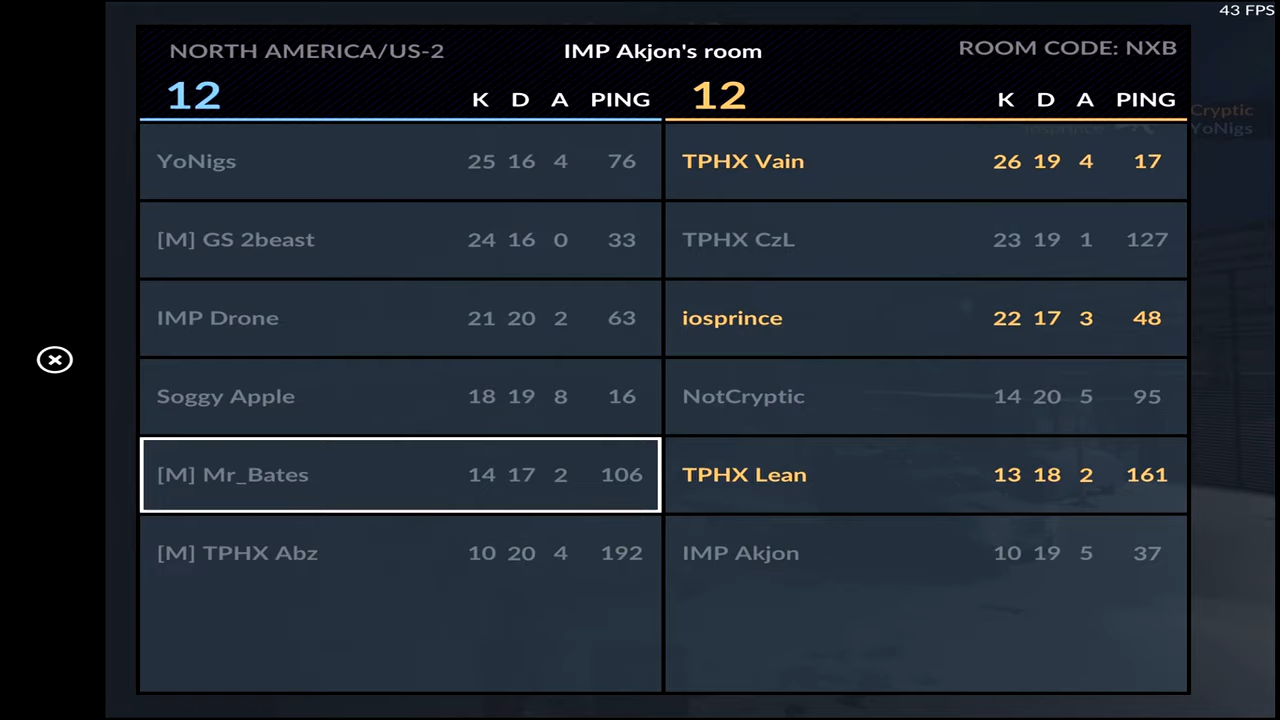 43 FPS
NORTH AMERICA/US-2 IMP Akjon's room ROOM CODE: NXB
12 K D A PING 12 K D A PING
Cryptic
iosprince YoNigs
YoNigs 25 16 4 76 TPHX Vain 26 19 4 17
[M] GS 2beast 24 16 0 33 TPHX CzL 23 19 1 127
IMP Drone 21 20 2 63 iosprince 22 17 3 48
Soggy Apple 18 19 8 16 NotCryptic 14 20 5 95
[M] Mr_Bates 14 17 2 106 TPHX Lean 13 18 2 161
[M] TPHX Abz 10 20 4 192 IMP Akjon 10 19 5 37